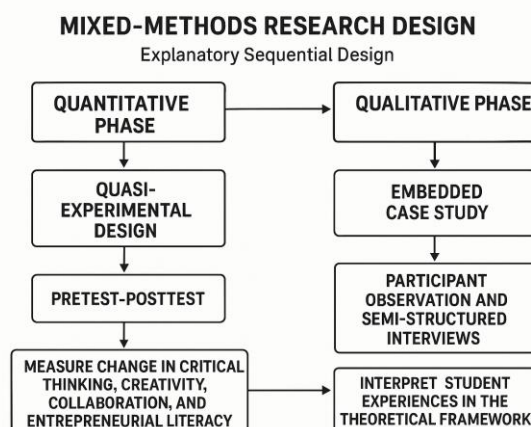 MIXED-METHODS RESEARCH DESIGN
Explanatory Sequential Design
QUANTITATIVE
PHASE
QUALITATIVE PHASE
QUASI-
EXPERIMENTAL
DESIGN
EMBEDDED
CASE STUDY
PRETEST-POSTTEST
PARTICIPANT
OBSERVATION AND
SEMI-STRUCTURED
INTERVIEWS
MEASURE CHANGE IN CRITICAL
THINKING, CREATIVITY,
COLLABORATION, AND
ENTREPRENEURIAL LITERACY
INTERPRET STUDENT
EXPERIENCES IN THE
THEORETICAL FRAMEWORK